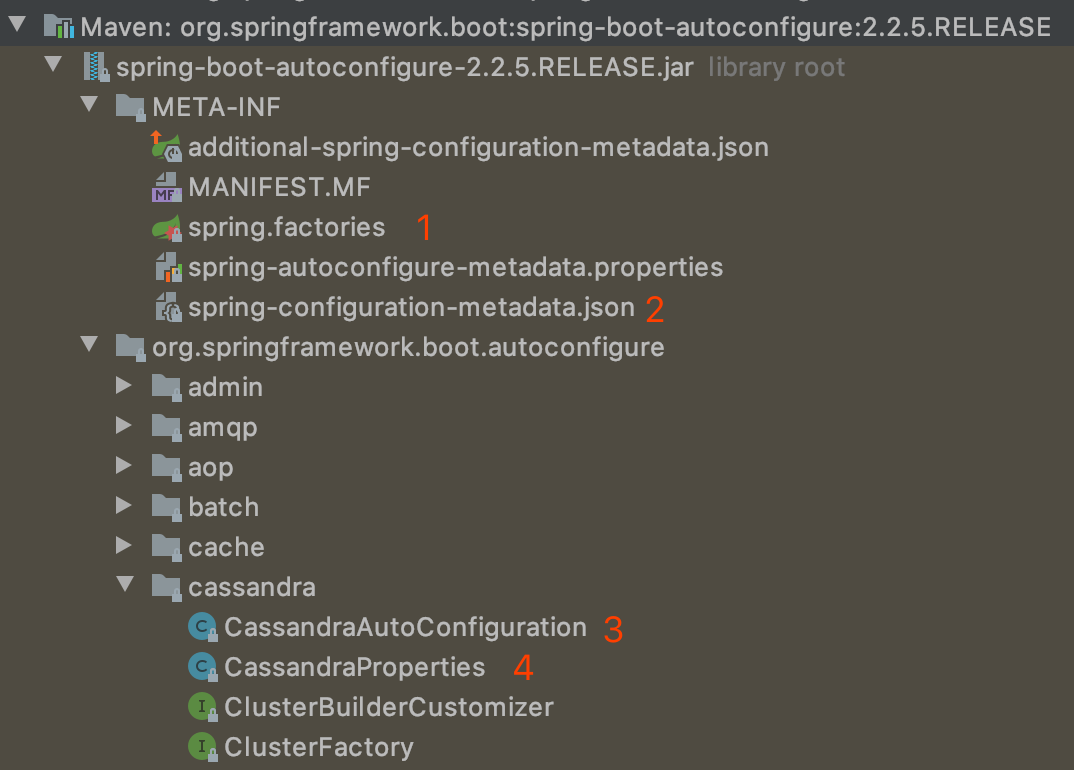 Maven: org.springframework.boot:spring-boot-autoconfigure:2.2.5.RELEASE
spring-boot-autoconfigure-2.2.5.RELEASE.jar library root
META-INF
additional-spring-configuration-metadata.json
MF MANIFEST.MF
spring.factories 1
spring-autoconfigure-metadata.properties
spring-configuration-metadata.json 2
org.springframework.boot.autoconfigure
admin
amqp
aop
batch
cache
cassandra
C CassandraAutoConfiguration 3
C CassandraProperties 4
I ClusterBuilderCustomizer
I ClusterFactory